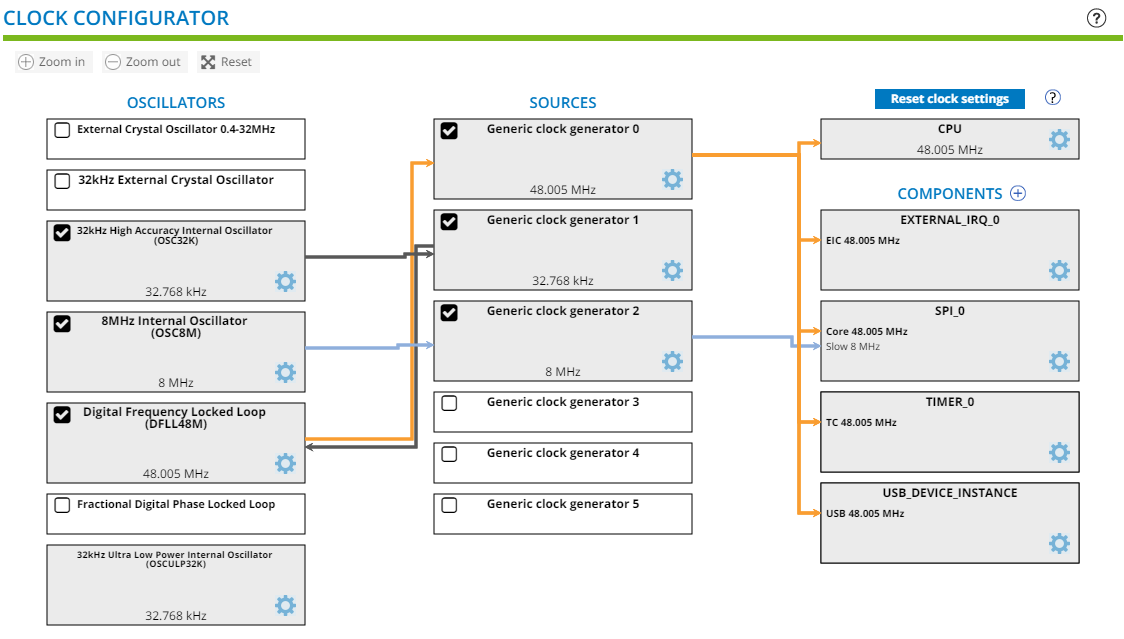 CLOCK CONFIGURATOR
?
Zoom in
Zoom out
Reset
OSCILLATORS
External Crystal Oscillator 0.4-32MHz
32kHz External Crystal Oscillator
32kHz High Accuracy Internal Oscillator
(OSC32K)
32.768 kHz
8MHz Internal Oscillator
(OSC8M)
8 MHz
Digital Frequency Locked Loop
(DFLL48M)
48.005 MHz
Fractional Digital Phase Locked Loop
32kHz Ultra Low Power Internal Oscillator
(OSCULP32K)
32.768 kHz
SOURCES
Generic clock generator 0
48.005 MHz
Generic clock generator 1
32.768 kHz
Generic clock generator 2
8 MHz
Generic clock generator 3
Generic clock generator 4
Generic clock generator 5
Reset clock settings
?
CPU
48.005 MHz
COMPONENTS
EXTERNAL_IRQ_0
EIC 48.005 MHz
SPI_0
Core 48.005 MHz
Slow 8 MHz
TIMER_0
TC 48.005 MHz
USB_DEVICE_INSTANCE
USB 48.005 MHz